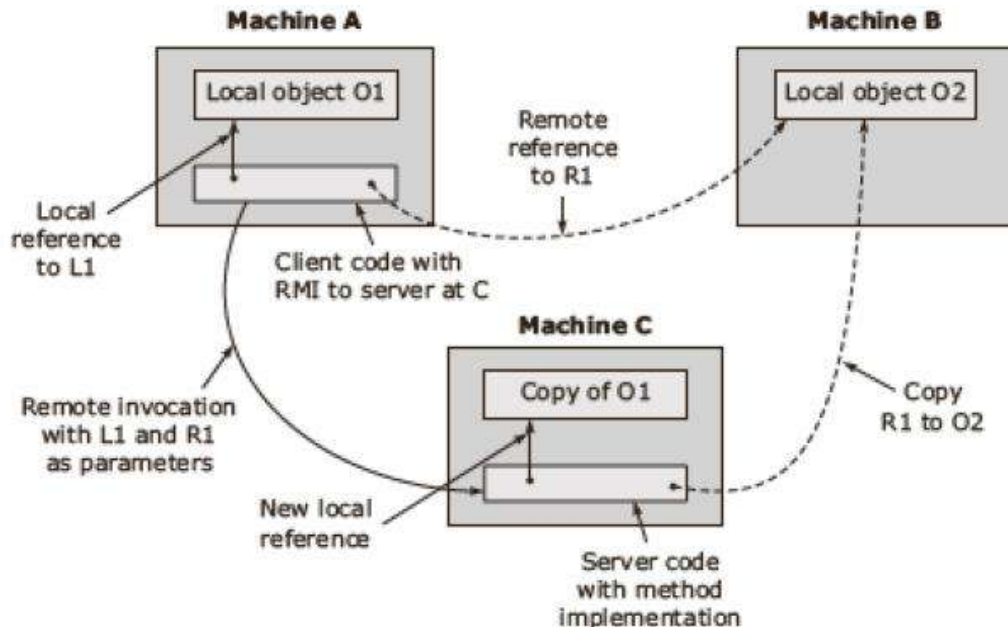 Machine A
Machine B
Local object O1
Local object O2
Remote
reference
to R1
Local
reference
to L1
Client code with
RMI to server at C
Machine C
Copy of O1
Remote invocation
with L1 and R1
as parameters
Copy
R1 to O2
New local
reference
Server code
with method
implementation